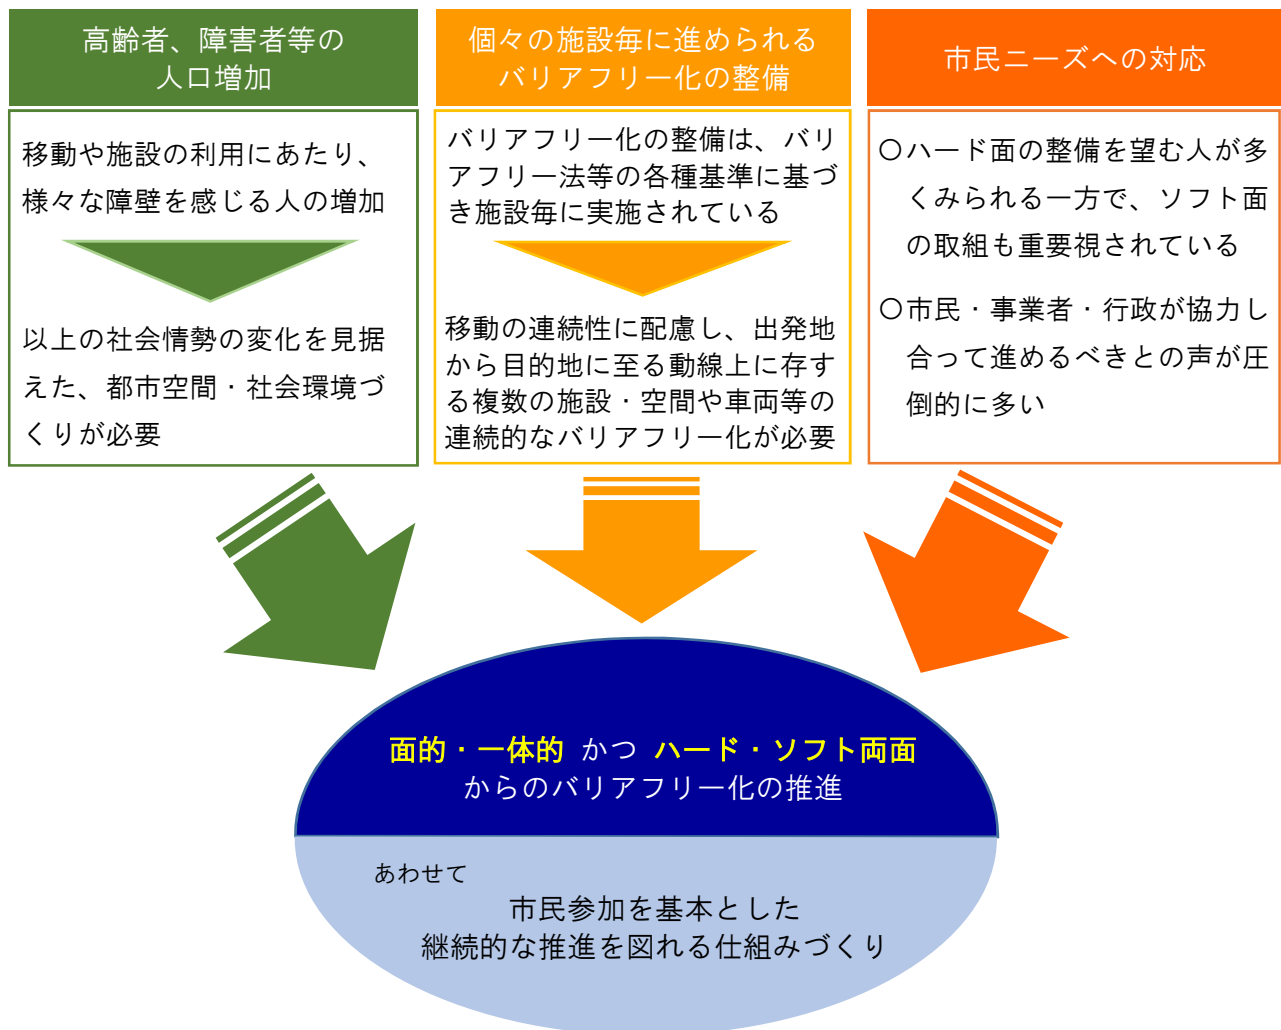 高齢者、障害者等の
人口増加
移動や施設の利用にあたり、
様々な障壁を感じる人の増加
以上の社会情勢の変化を見据
えた、都市空間・社会環境づ
くりが必要
個々の施設毎に進められる
バリアフリー化の整備
バリアフリー化の整備は、バリ
アフリー法等の各種基準に基づ
き施設毎に実施されている
移動の連続性に配慮し、出発地
から目的地に至る動線上に存す
る複数の施設・空間や車両等の
連続的なバリアフリー化が必要
市民ニーズへの対応
○ハード面の整備を望む人が多
くみられる一方で、ソフト面
の取組も重要視されている
○市民・事業者・行政が協力し
合って進めるべきとの声が圧
倒的に多い
面的・一体的 かつ ハード・ソフト両面
からのバリアフリー化の推進
あわせて
市民参加を基本とした
継続的な推進を図れる仕組みづくり